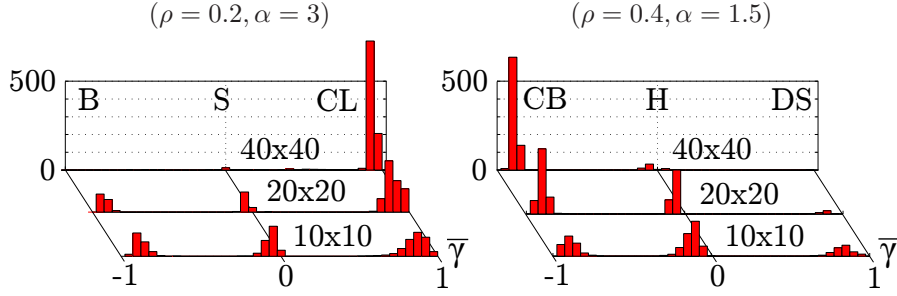 (ρ = 0.2, α = 3) (ρ = 0.4, α = 1.5)
500 B S CL 500 CB H DS
0 40x40 0 40x40
20x20 20x20
10x10 γ̅ 10x10 γ̅
-1 0 1 -1 0 1